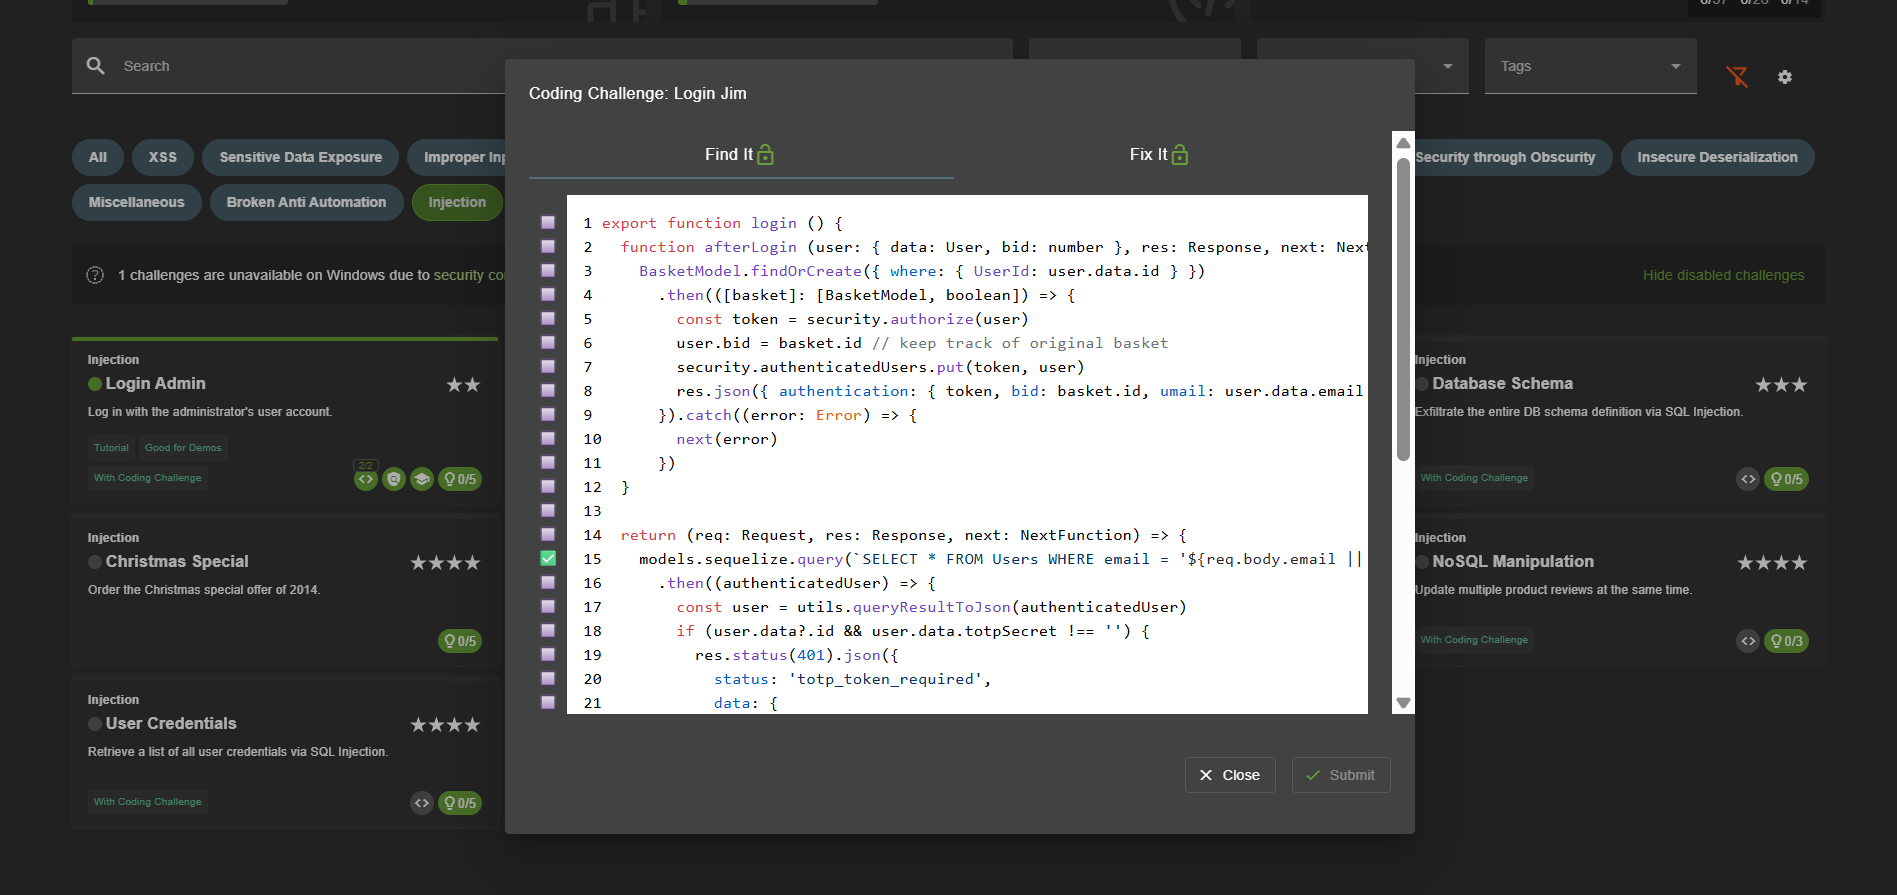 Search
Tags
Coding Challenge: Login Jim
Find It
Fix It
All
XSS
Sensitive Data Exposure
Improper
Security through Obscurity
Insecure Deserialization
Miscellaneous
Broken Anti Automation
Injection
1 challenges are unavailable on Windows due to security
Hide disabled challenges
1 export function login () {
2 function afterLogin (user: { data: User, bid: number }, res: Response, next:
3 BasketModel.findOrCreate({ where: { UserId: user.data.id } })
4 .then(([basket]: [BasketModel, boolean]) => {
5 const token = security.authorize(user)
6 user.bid = basket.id // keep track of original basket
7 security.authenticatedUsers.put(token, user)
8 res.json({ authentication: { token, bid: basket.id, umail: user.data.email
9 }).catch((error: Error) => {
10 next(error)
11 })
12 }
13
14 return (req: Request, res: Response, next: NextFunction) => {
15 models.sequelize.query(`SELECT * FROM Users WHERE email = '${req.body.email ||
16 .then((authenticatedUser) => {
17 const user = utils.queryResultToJson(authenticatedUser)
18 if (user.data?.id && user.data.totpSecret !== '') {
19 res.status(401).json({
20 status: 'totp_token_required',
21 data: {
Close
Submit
Injection
Login Admin
Log in with the administrator's user account.
Tutorial
Good for Demos
With Coding Challenge
2/2
0/5
Injection
Christmas Special
Order the Christmas special offer of 2014.
0/5
Injection
User Credentials
Retrieve a list of all user credentials via SQL Injection.
With Coding Challenge
0/5
Injection
Database Schema
Exfiltrate the entire DB schema definition via SQL Injection.
With Coding Challenge
0/5
Injection
NoSQL Manipulation
Update multiple product reviews at the same time.
With Coding Challenge
0/3